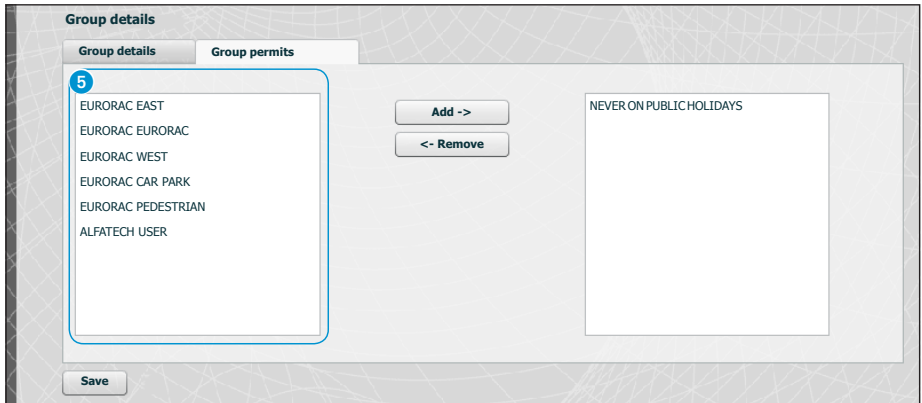 Group details
Group details
Group permits
5
EURORAC EAST
EURORAC EURORAC
EURORAC WEST
EURORAC CAR PARK
EURORAC PEDESTRIAN
ALFATECH USER
Add ->
<- Remove
NEVER ON PUBLIC HOLIDAYS
Save